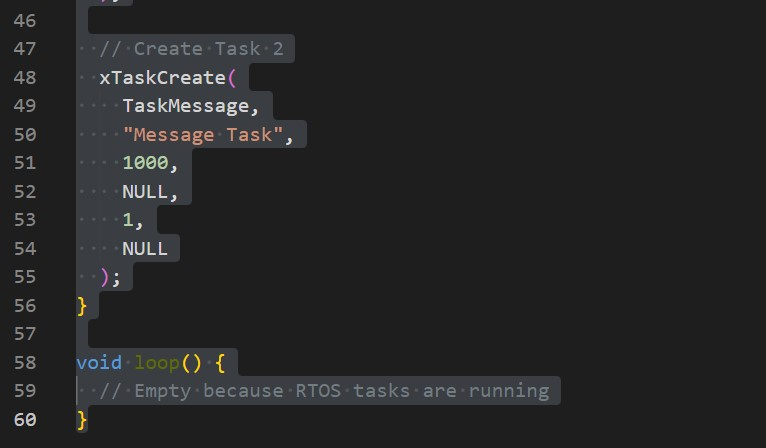 46
47 // Create Task 2
48 xTaskCreate(
49 TaskMessage,
50 "Message Task",
51 1000,
52 NULL,
53 1,
54 NULL
55 );
56 }
57
58 void loop() {
59 // Empty because RTOS tasks are running
60 }